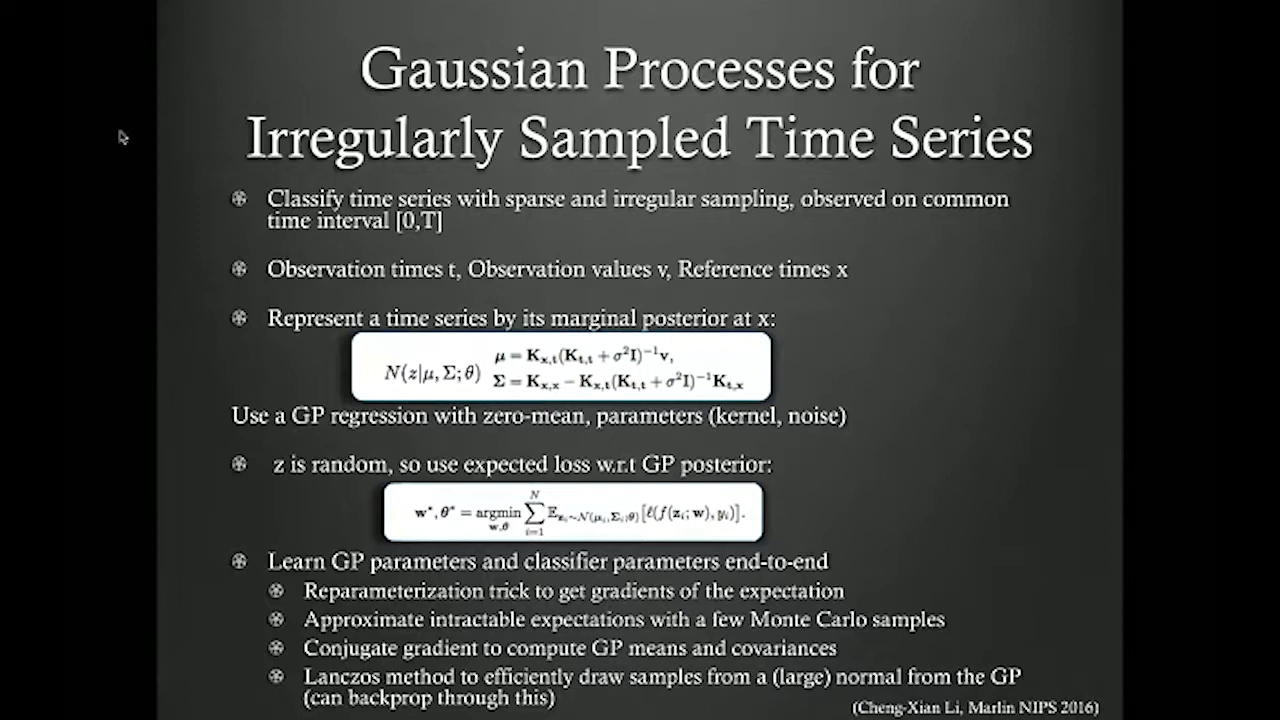 Gaussian Processes for
Irregularly Sampled Time Series
Classify time series with sparse and irregular sampling, observed on common
time interval [0,T]
Observation times t, Observation values v, Reference times x
Represent a time series by its marginal posterior at x:
N(z|μ, Σ; θ)
μ = K_{x,t}(K_{t,t} + σ²I)⁻¹v,
Σ = K_{x,x} − K_{x,t}(K_{t,t} + σ²I)⁻¹K_{t,x}
Use a GP regression with zero-mean, parameters (kernel, noise)
z is random, so use expected loss w.r.t GP posterior:
w*, θ* = argmin_{w,θ} ∑_{i=1}^{N} 𝔼_{z_i∼N(μ_i,Σ_i;θ)}[ℓ(f(z_i; w), y_i)].
Learn GP parameters and classifier parameters end-to-end
Reparameterization trick to get gradients of the expectation
Approximate intractable expectations with a few Monte Carlo samples
Conjugate gradient to compute GP means and covariances
Lanczos method to efficiently draw samples from a (large) normal from the GP
(can backprop through this)
(Cheng-Xian Li, Marlin NIPS 2016)